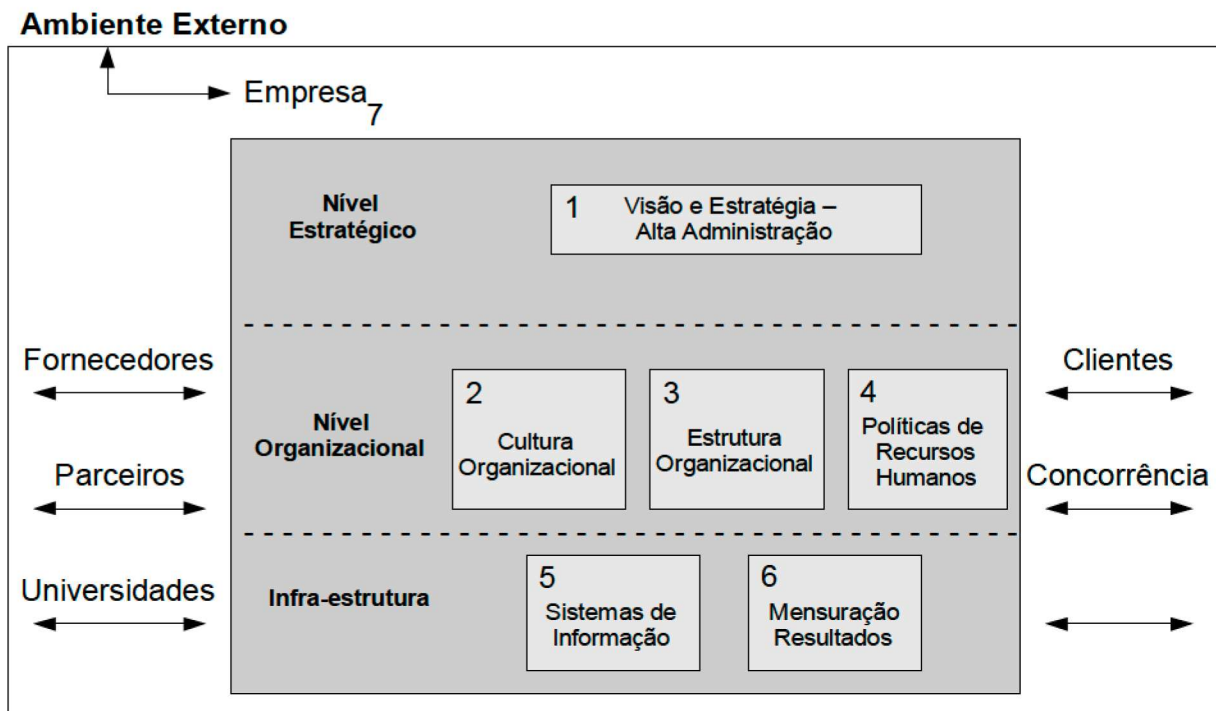 Ambiente Externo
Empresa
7
Nível
Estratégico
1
Visão e Estratégia –
Alta Administração
Fornecedores
Parceiros
Universidades
Nível
Organizacional
2
Cultura
Organizacional
3
Estrutura
Organizacional
4
Políticas de
Recursos
Humanos
Clientes
Concorrência
Infra-estrutura
5
Sistemas de
Informação
6
Mensuração
Resultados